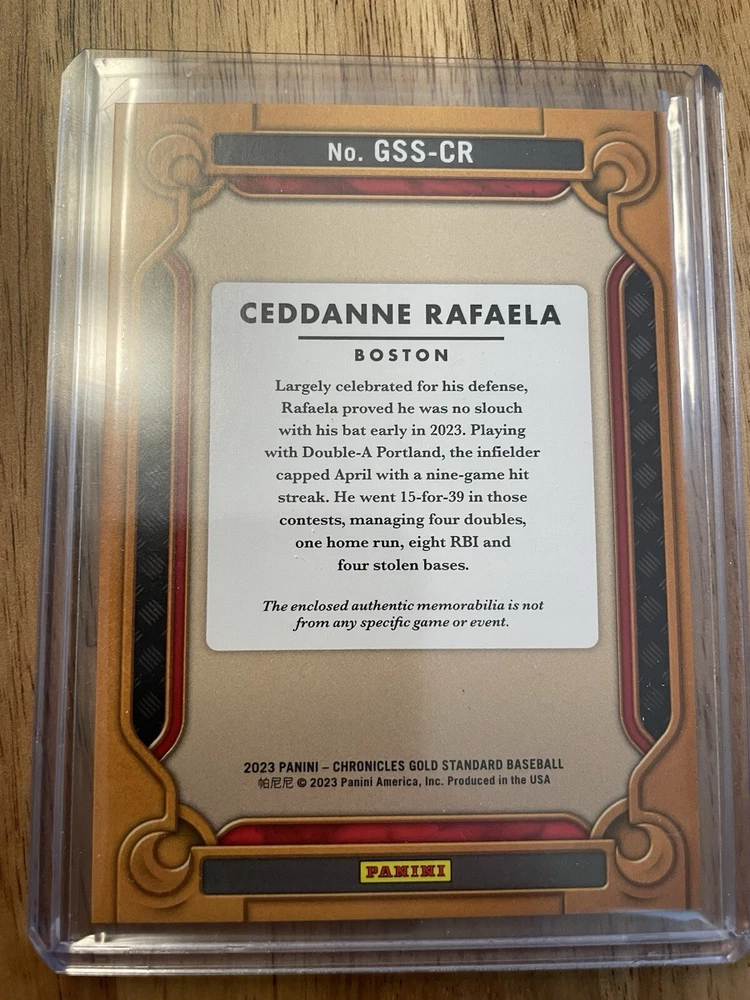 No. GSS-CR
CEDDANNE RAFAELA
BOSTON
Largely celebrated for his defense,
Rafaela proved he was no slouch
with his bat early in 2023. Playing
with Double-A Portland, the infielder
capped April with a nine-game hit
streak. He went 15-for-39 in those
contests, managing four doubles,
one home run, eight RBI and
four stolen bases.
The enclosed authentic memorabilia is not
from any specific game or event.
2023 PANINI – CHRONICLES GOLD STANDARD BASEBALL
帕尼尼 © 2023 Panini America, Inc. Produced in the USA
PANINI